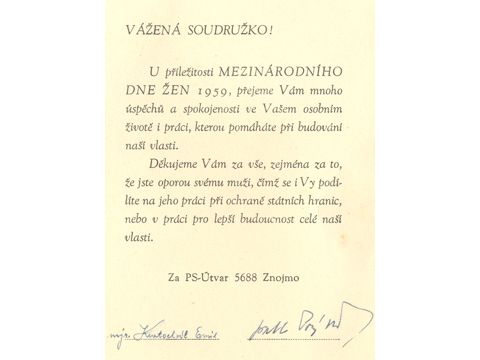 VÁŽENÁ SOUDRUŽKO!
U příležitosti MEZINÁRODNÍHO
DNE ŽEN 1959, přejeme Vám mnoho
úspěchů a spokojenosti ve Vašem osobním
životě i práci, kterou pomáháte při budování
naší vlasti.
Děkujeme Vám za vše, zejména za to,
že jste oporou svému muži, čímž se i Vy podí-
líte na jeho práci při ochraně státních hranic,
nebo v práci pro lepší budoucnost celé naší
vlasti.
Za PS-Útvar 5688 Znojmo
mjr.